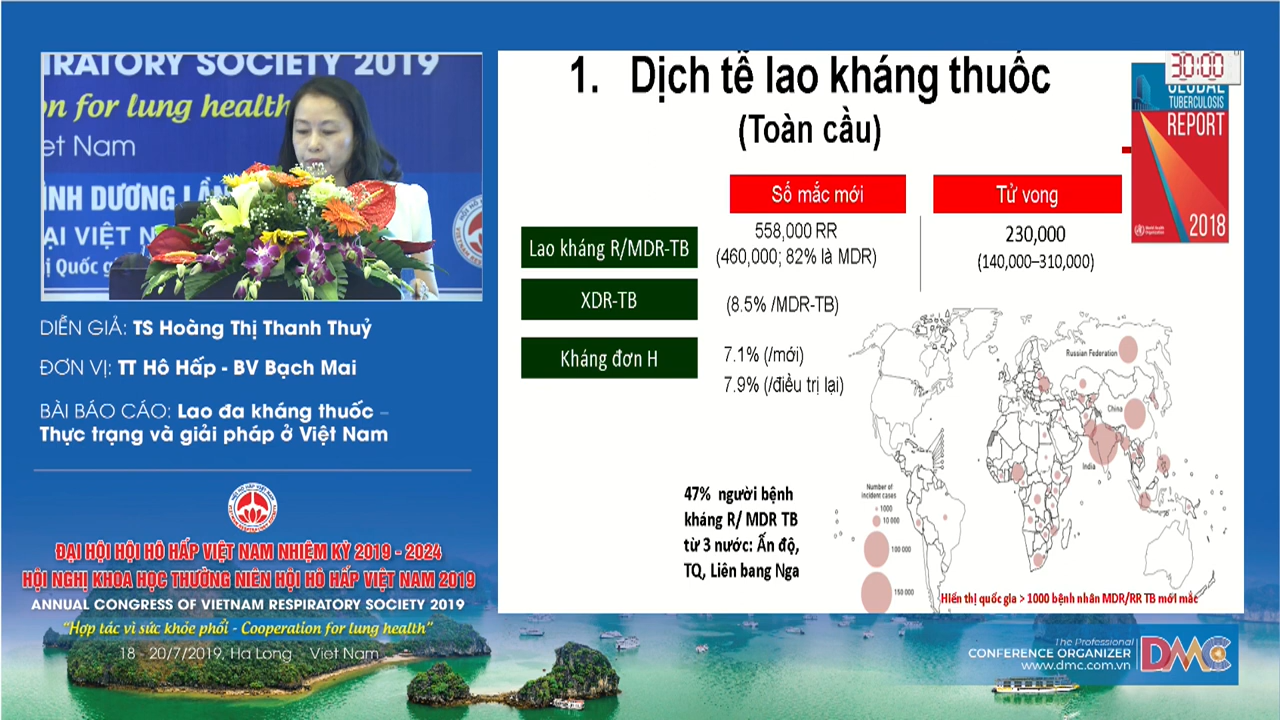 IRATORY SOCIETY 2019
on for lung health
et Nam
INH DƯƠNG LẦN
ẠI VIỆT N
ị Quốc gi
DIỄN GIẢ: TS Hoàng Thị Thanh Thuỷ
ĐƠN VỊ: TT Hô Hấp - BV Bạch Mai
BÀI BÁO CÁO: Lao đa kháng thuốc –
Thực trạng và giải pháp ở Việt Nam
ĐẠI HỘI HỘI HÔ HẤP VIỆT NAM NHIỆM KỲ 2019 - 2024
HỘI NGHỊ KHOA HỌC THƯỜNG NIÊN HỘI HÔ HẤP VIỆT NAM 2019
ANNUAL CONGRESS OF VIETNAM RESPIRATORY SOCIETY 2019
"Hợp tác vì sức khỏe phổi - Cooperation for lung health"
18 - 20/7/2019, Ha Long - Viet Nam
1. Dịch tễ lao kháng thuốc
(Toàn cầu)
30:00
GLOBAL
TUBERCULOSIS
REPORT
2018
Số mắc mới
Tử vong
Lao kháng R/MDR-TB
558,000 RR
(460,000; 82% là MDR)
230,000
(140,000–310,000)
XDR-TB
(8.5% /MDR-TB)
Kháng đơn H
7.1% (/mới)
7.9% (/điều trị lại)
Russian Federation
China
India
47% người bệnh
kháng R/ MDR TB
từ 3 nước: Ấn độ,
TQ, Liên bang Nga
Number of
incident cases
1000
10 000
100 000
150 000
Hiển thị quốc gia > 1000 bệnh nhân MDR/RR TB mới mắc
The Professional
CONFERENCE ORGANIZER
www.dmc.com.vn
DMC